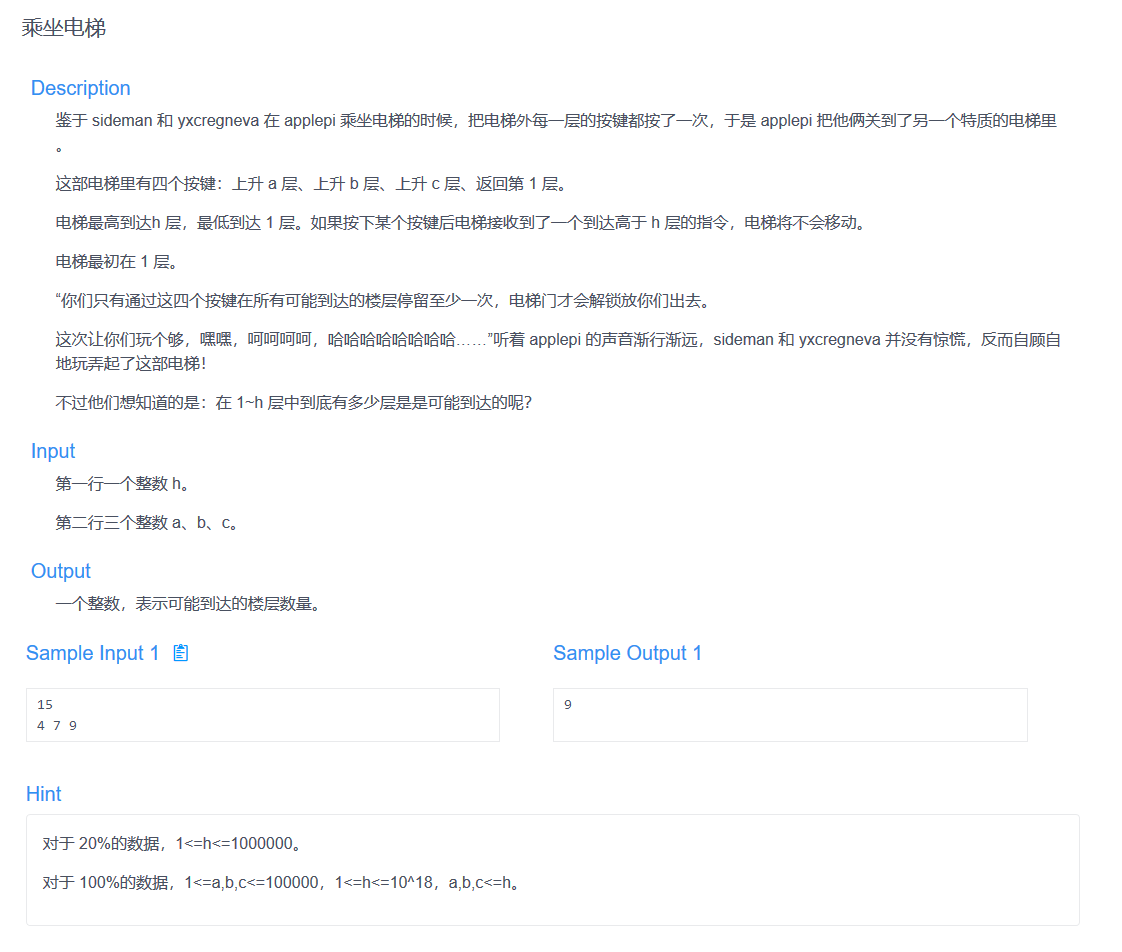 乘坐电梯
Description
鉴于 sideman 和 yxcregneva 在 applepi 乘坐电梯的时候，把电梯外每一层的按键都按了一次，于是 applepi 把他俩关到了另一个特质的电梯里
。
这部电梯里有四个按键：上升 a 层、上升 b 层、上升 c 层、返回第 1 层。
电梯最高到达h 层，最低到达 1 层。如果按下某个按键后电梯接收到了一个到达高于 h 层的指令，电梯将不会移动。
电梯最初在 1 层。
“你们只有通过这四个按键在所有可能到达的楼层停留至少一次，电梯门才会解锁放你们出去。
这次让你们玩个够，嘿嘿，呵呵呵呵，哈哈哈哈哈哈哈哈……”听着 applepi 的声音渐行渐远，sideman 和 yxcregneva 并没有惊慌，反而自顾自
地玩弄起了这部电梯！
不过他们想知道的是：在 1~h 层中到底有多少层是是可能到达的呢？
Input
第一行一个整数 h。
第二行三个整数 a、b、c。
Output
一个整数，表示可能到达的楼层数量。
Sample Input 1
Sample Output 1
15
4 7 9
9
Hint
对于 20%的数据，1<=h<=1000000。
对于 100%的数据，1<=a,b,c<=100000，1<=h<=10^18，a,b,c<=h。